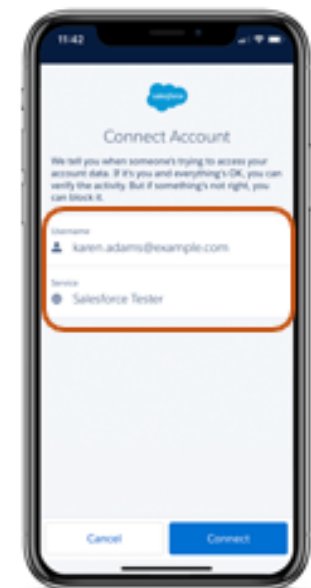 11:42
salesforce
Connect Account
We tell you when someone's trying to access your
account data. If it's you and everything's OK, you can
verify the activity. But if something's not right, you
can block it.
Username
karen.adams@example.com
Service
Salesforce Tester
Cancel
Connect